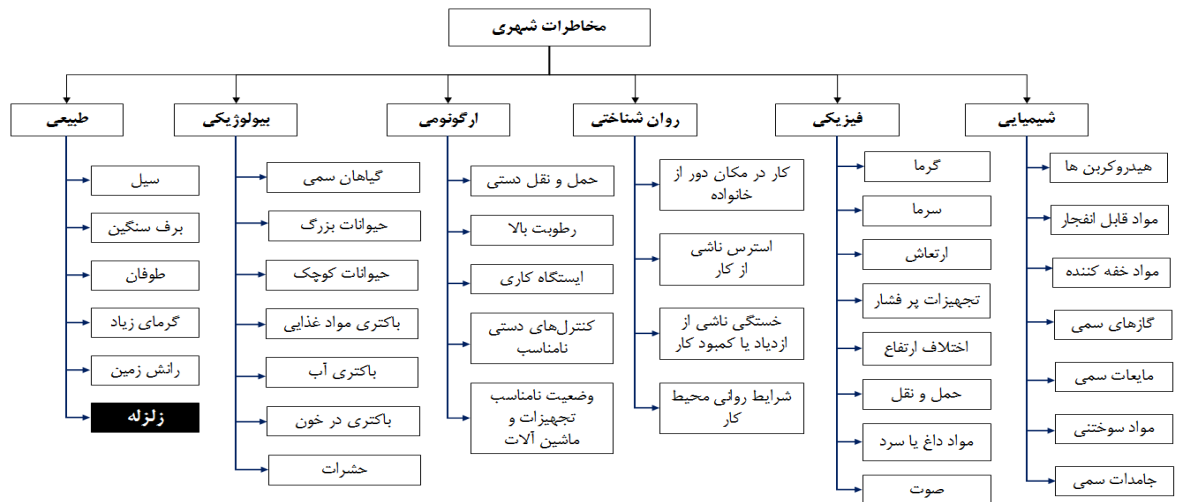 مخاطرات شهری
شیمیایی
هیدروکربن ها
مواد قابل انفجار
مواد خفه کننده
گازهای سمی
مایعات سمی
مواد سوختنی
جامدات سمی
فیزیکی
گرما
سرما
ارتعاش
تجهیزات پر فشار
اختلاف ارتفاع
حمل و نقل
مواد داغ یا سرد
صوت
روان شناختی
کار در مکان دور از
خانواده
استرس ناشی
از کار
خستگی ناشی از
ازدیاد یا کمبود کار
شرایط روانی محیط
کار
ارگونومی
حمل و نقل دستی
رطوبت بالا
ایستگاه کاری
کنترل‌های دستی
نامناسب
وضعیت نامناسب
تجهیزات و
ماشین آلات
بیولوژیکی
گیاهان سمی
حیوانات بزرگ
حیوانات کوچک
باکتری مواد غذایی
باکتری آب
باکتری در خون
حشرات
طبیعی
سیل
برف سنگین
طوفان
گرمای زیاد
رانش زمین
زلزله